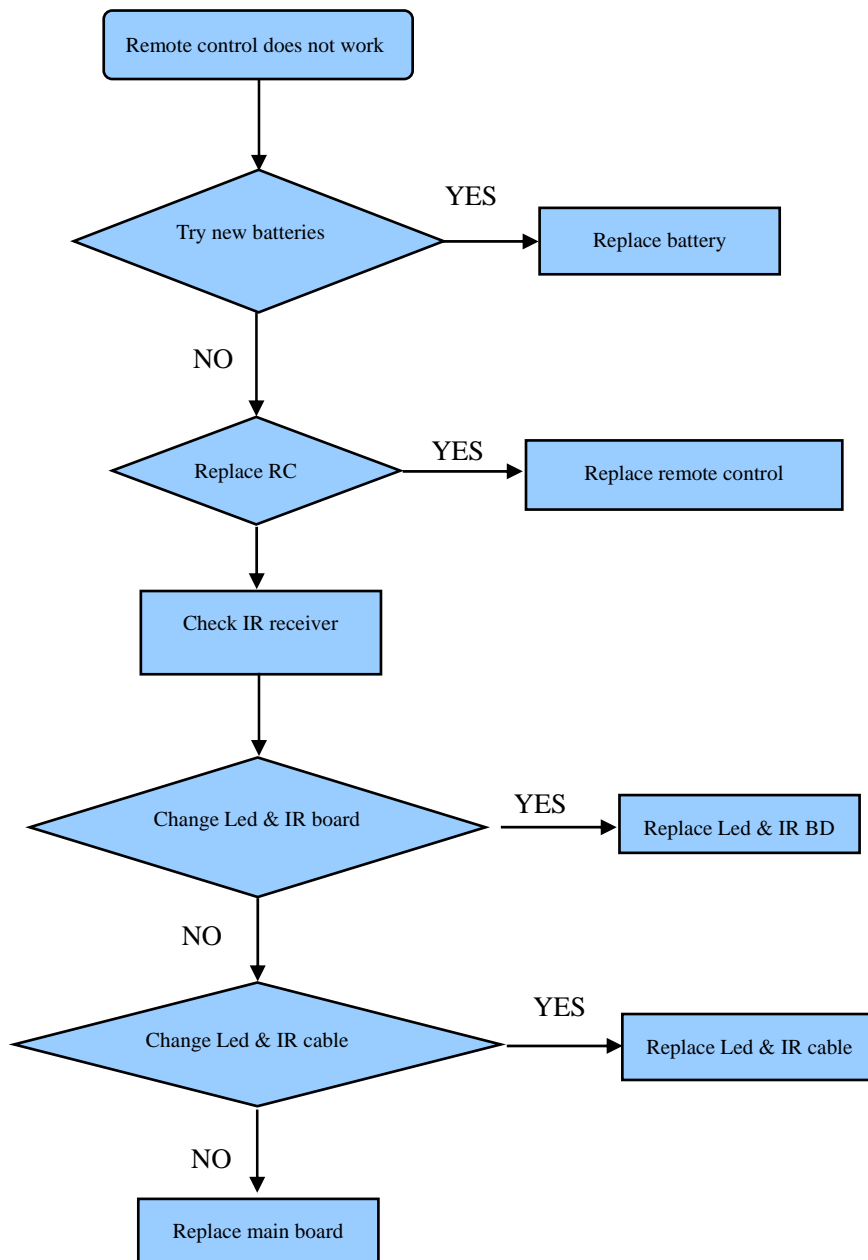 Remote control does not work
Try new batteries
YES
Replace battery
NO
Replace RC
YES
Replace remote control
Check IR receiver
Change Led & IR board
YES
Replace Led & IR BD
NO
Change Led & IR cable
YES
Replace Led & IR cable
NO
Replace main board